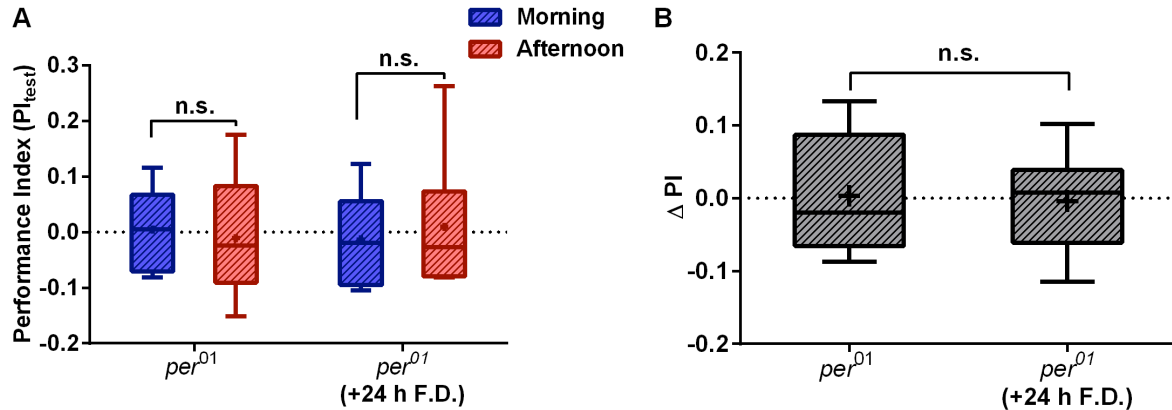 A
Morning
Afternoon
Performance Index (PItest)
0.3
0.2
0.1
0.0
-0.1
-0.2
n.s.
n.s.
per01
per01
(+24 h F.D.)
B
Δ PI
0.2
0.1
0.0
-0.1
-0.2
n.s.
per01
per01
(+24 h F.D.)